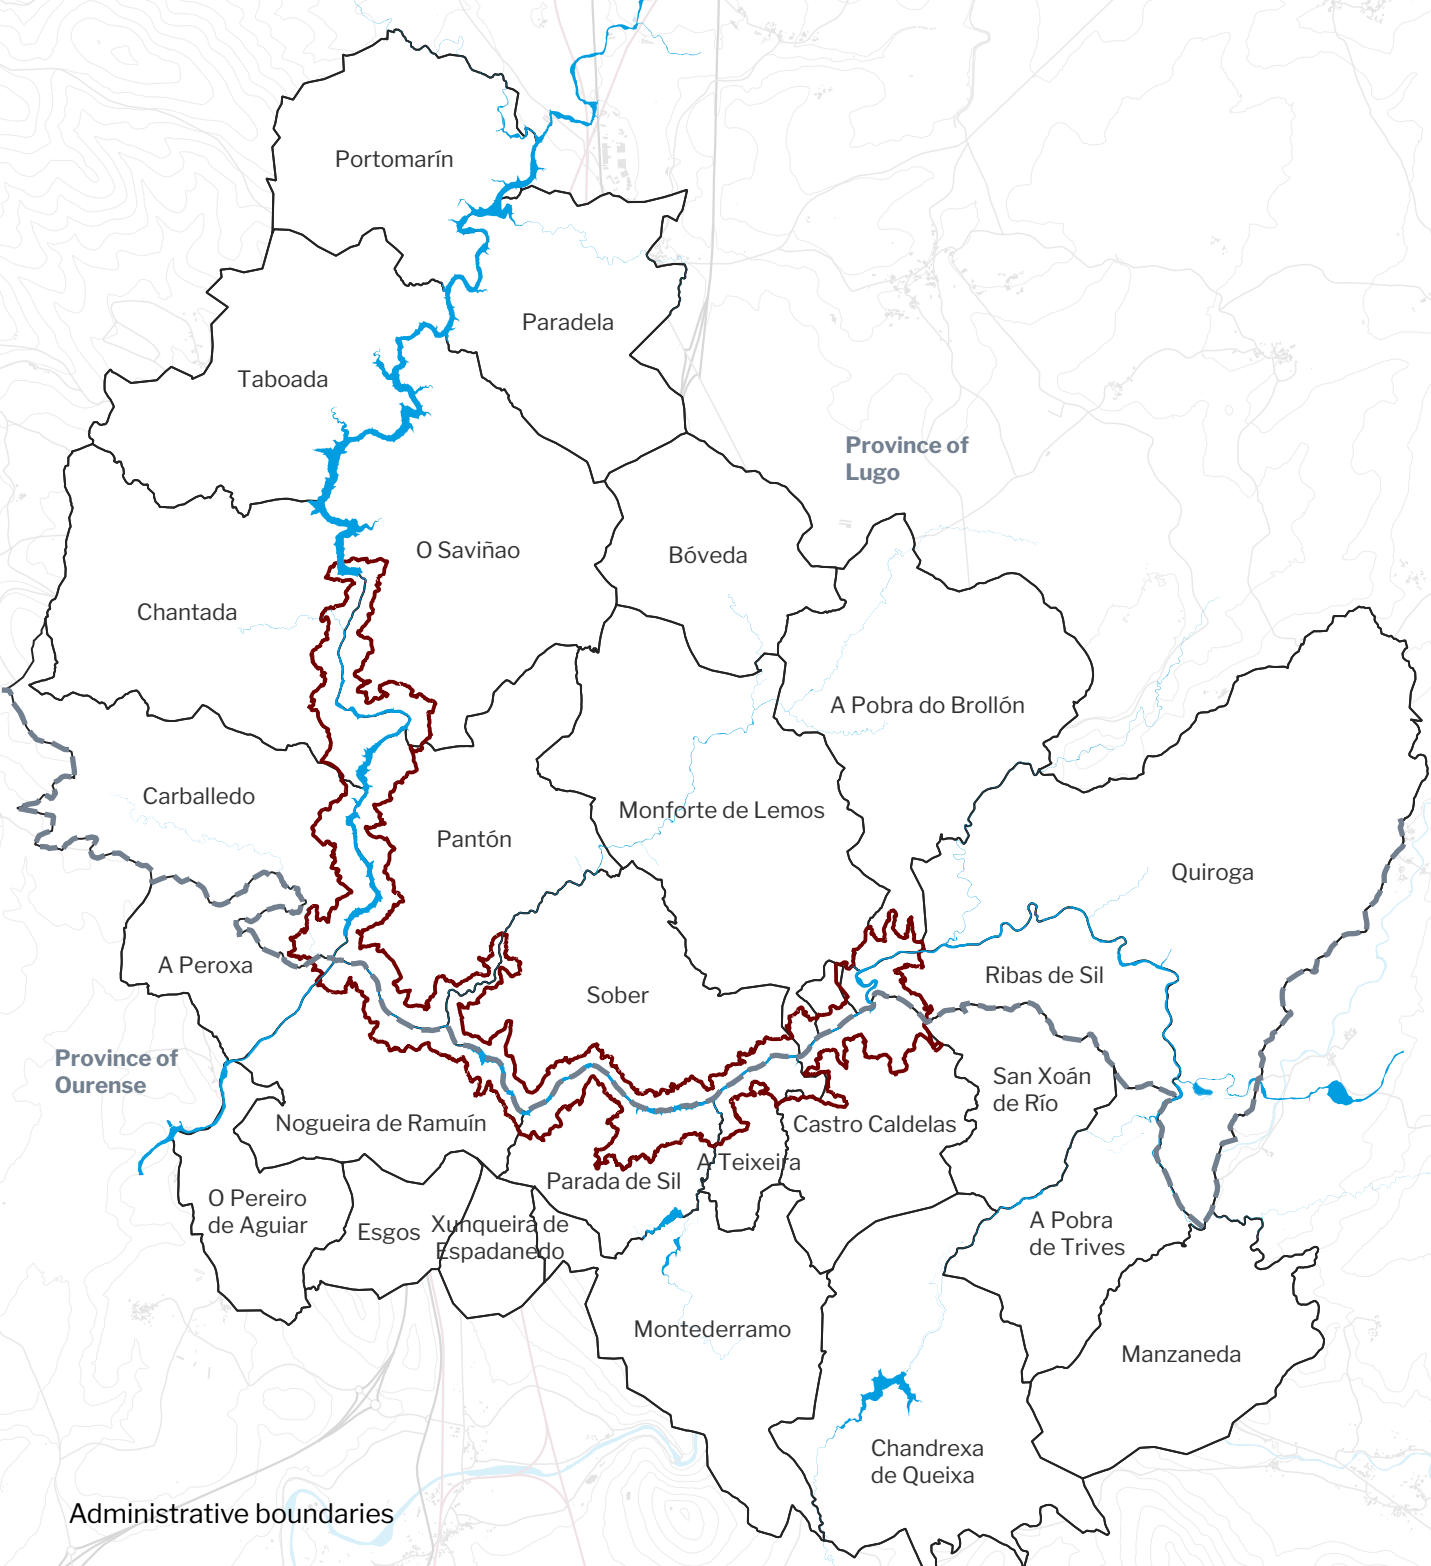 Portomarín
Paradela
Taboada
Province of
Lugo
O Saviñao
Bóveda
Chantada
A Pobra do Brollón
Carballedo
Monforte de Lemos
Pantón
Quiroga
A Peroxa
Ribas de Sil
Sober
Province of
Ourense
San Xoán
de Río
Nogueira de Ramuín
Castro Caldelas
A Teixeira
Parada de Sil
O Pereiro
de Aguiar
Esgos
Xunqueira de
Espadanedo
A Pobra
de Trives
Montederramo
Manzaneda
Chandrexa
de Queixa
Administrative boundaries